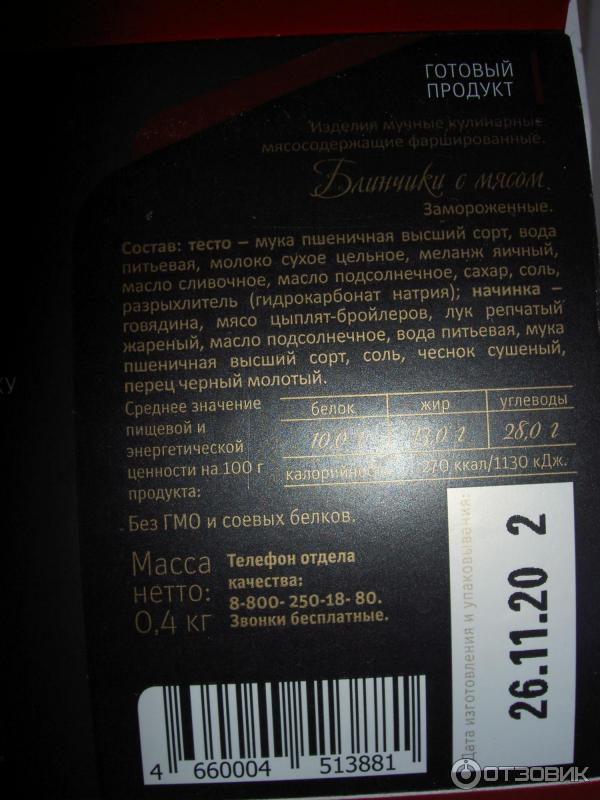 ГОТОВЫЙ
ПРОДУКТ
Изделия мучные кулинарные
мясосодержащие фаршированные.
Блинчики с мясом
Замороженные.
Состав: тесто – мука пшеничная высший сорт, вода
питьевая, молоко сухое цельное, меланж яичный,
масло сливочное, масло подсолнечное, сахар, соль,
разрыхлитель (гидрокарбонат натрия); начинка –
говядина, мясо цыплят-бройлеров, лук репчатый
жареный, масло подсолнечное, вода питьевая, мука
пшеничная высший сорт, соль, чеснок сушеный,
перец черный молотый.
КУ
Среднее значение
пищевой и
энергетической
ценности на 100 г
продукта:
белок жир углеводы
10,0 г 13,0 г 28,0 г
калорийность 270 ккал/1130 кДж.
Без ГМО и соевых белков.
Масса
нетто:
0,4 кг
Телефон отдела
качества:
8-800- 250-18- 80.
Звонки бесплатные.
Дата изготовления и упаковывания:
26.11.20 2
4 660004 513881
ОТЗОВИК